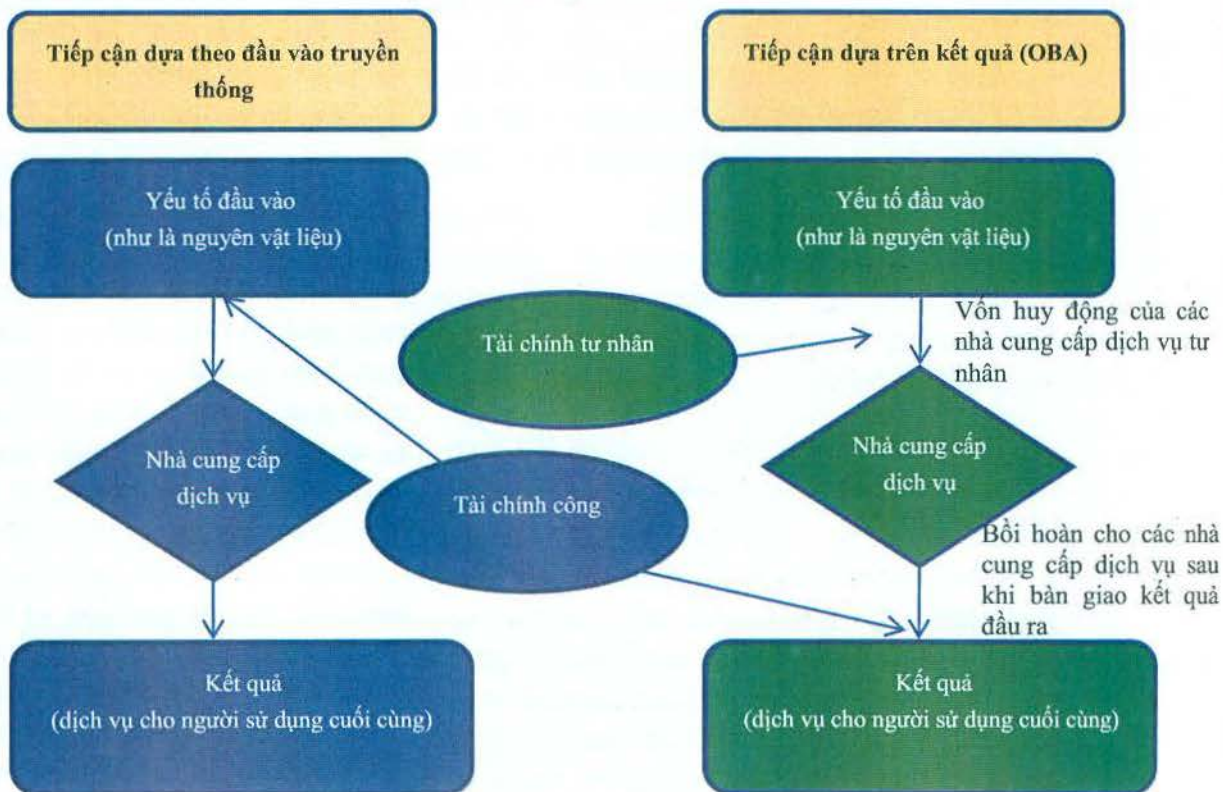 Tiếp cận dựa theo đầu vào truyền
thống
Tiếp cận dựa trên kết quả (OBA)
Yếu tố đầu vào
(như là nguyên vật liệu)
Yếu tố đầu vào
(như là nguyên vật liệu)
Tài chính tư nhân
Vốn huy động của các
nhà cung cấp dịch vụ tư
nhân
Nhà cung cấp
dịch vụ
Tài chính công
Nhà cung cấp
dịch vụ
Bồi hoàn cho các nhà
cung cấp dịch vụ sau
khi bàn giao kết quả
đầu ra
Kết quả
(dịch vụ cho người sử dụng cuối cùng)
Kết quả
(dịch vụ cho người sử dụng cuối cùng)